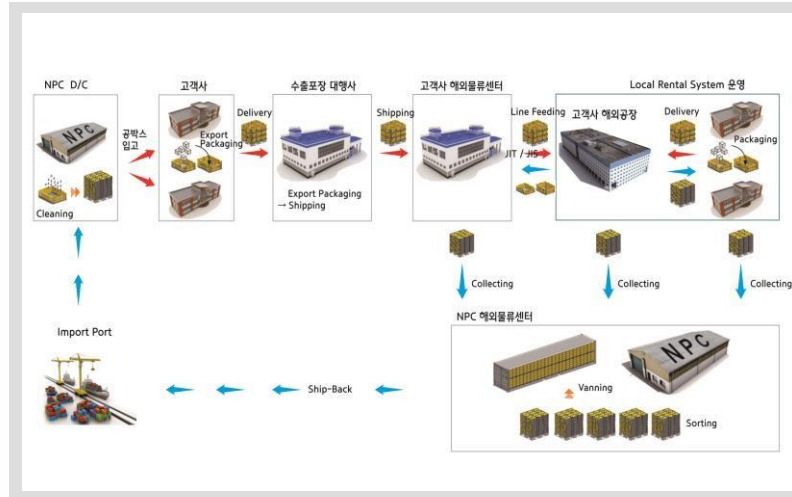 NPC D/C
고객사
수출포장 대행사
고객사 해외물류센터
Local Rental System 운영
NPC
Cleaning
공박스
입고
Export
Packaging
Delivery
Export Packaging
→ Shipping
Shipping
Line Feeding
JIT / JIS
고객사 해외공장
Delivery
Packaging
Collecting
Collecting
Collecting
NPC 해외물류센터
NPC
Vanning
Sorting
Import Port
Ship-Back